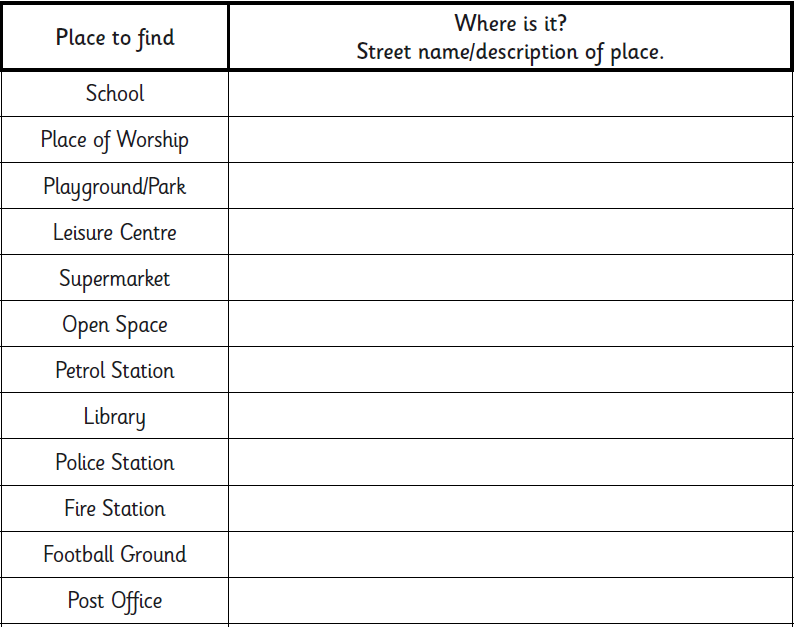 Place to find
Where is it?
Street name/description of place.
School
Place of Worship
Playground/Park
Leisure Centre
Supermarket
Open Space
Petrol Station
Library
Police Station
Fire Station
Football Ground
Post Office